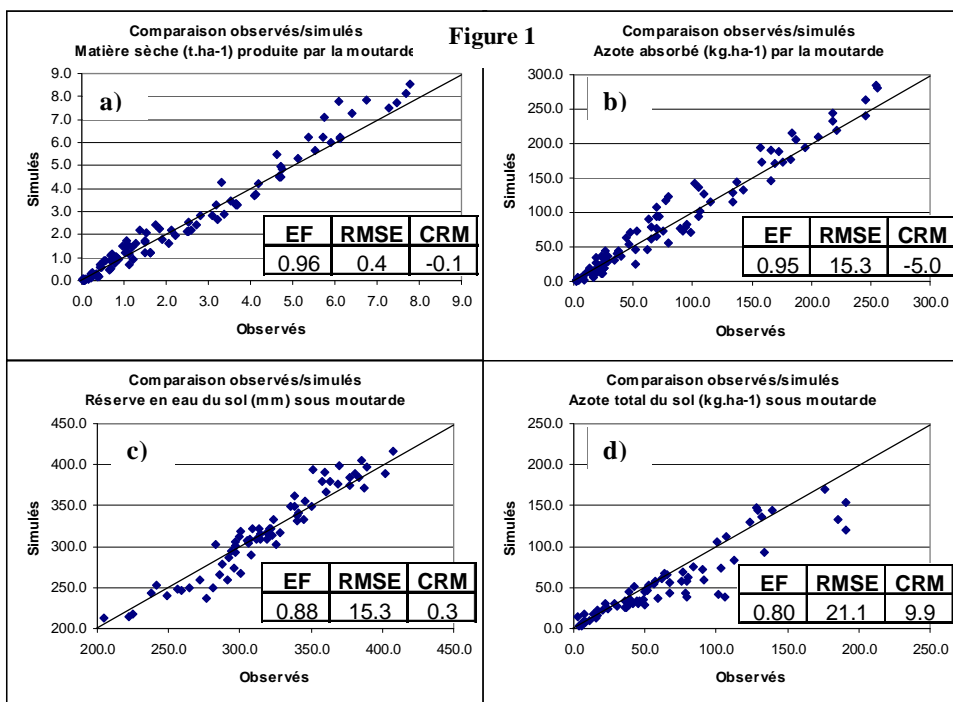 Figure 1
Comparaison observés/simulés
Matière sèche (t.ha-1) produite par la moutarde
a)
Simulés
9.0
8.0
7.0
6.0
5.0
4.0
3.0
2.0
1.0
0.0
EF RMSE CRM
0.96 0.4 -0.1
0.0 1.0 2.0 3.0 4.0 5.0 6.0 7.0 8.0 9.0
Observés
Comparaison observés/simulés
Azote absorbé (kg.ha-1) par la moutarde
b)
Simulés
300.0
250.0
200.0
150.0
100.0
50.0
0.0
EF RMSE CRM
0.95 15.3 -5.0
0.0 50.0 100.0 150.0 200.0 250.0 300.0
Observés
Comparaison observés/simulés
Réserve en eau du sol (mm) sous moutarde
c)
Simulés
450.0
400.0
350.0
300.0
250.0
200.0
EF RMSE CRM
0.88 15.3 0.3
200.0 250.0 300.0 350.0 400.0 450.0
Observés
Comparaison observés/simulés
Azote total du sol (kg.ha-1) sous moutarde
d)
Simulés
250.0
200.0
150.0
100.0
50.0
0.0
EF RMSE CRM
0.80 21.1 9.9
0.0 50.0 100.0 150.0 200.0 250.0
Observés